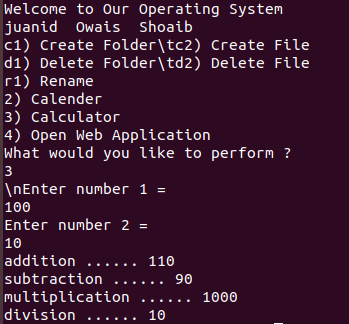 Welcome to Our Operating System
juanid  Owais  Shoaib
c1) Create Folder\tc2) Create File
d1) Delete Folder\td2) Delete File
r1) Rename
2) Calender
3) Calculator
4) Open Web Application
What would you like to perform ?
3
\nEnter number 1 =
100
Enter number 2 =
10
addition ...... 110
subtraction ...... 90
multiplication ...... 1000
division ...... 10